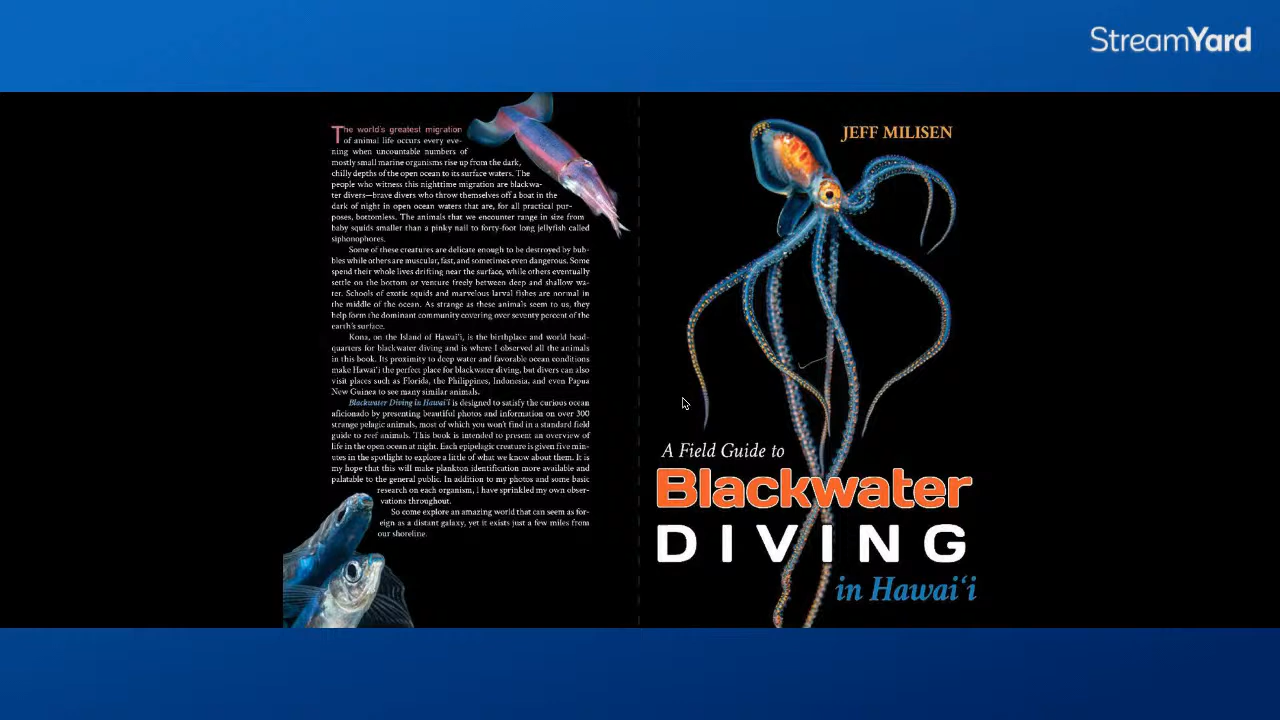 StreamYard
The world's greatest migration
of animal life occurs every eve-
ning when uncountable numbers of
mostly small marine organisms rise up from the dark,
chilly depths of the open ocean to its surface waters. The
people who witness this nighttime migration are blackwa-
ter divers—brave divers who throw themselves off a boat in the
dark of night in open ocean waters that are, for all practical pur-
poses, bottomless. The animals that we encounter range in size from
baby squids smaller than a pinky nail to forty-foot long jellyfish called
siphonophores.
Some of these creatures are delicate enough to be destroyed by bub-
bles while others are muscular, fast, and sometimes even dangerous. Some
spend their whole lives drifting near the surface, while others eventually
settle on the bottom or venture freely between deep and shallow wa-
ter. Schools of exotic squids and marvelous larval fishes are normal in
the middle of the ocean. As strange as these animals seem to us, they
help form the dominant community covering over seventy percent of the
earth's surface.
Kona, on the Island of Hawai'i, is the birthplace and world head-
quarters for blackwater diving and is where I observed all the animals
in this book. Its proximity to deep water and favorable ocean conditions
make Hawai'i the perfect place for blackwater diving, but divers can also
visit places such as Florida, the Philippines, Indonesia, and even Papua
New Guinea to see many similar animals.
Blackwater Diving in Hawai'i is designed to satisfy the curious ocean
aficionado by presenting beautiful photos and information on over 300
strange pelagic animals, most of which you won't find in a standard field
guide to reef animals. This book is intended to present an overview of
life in the open ocean at night. Each epipelagic creature is given five min-
utes in the spotlight to explore a little of what we know about them. It is
my hope that this will make plankton identification more available and
palatable to the general public. In addition to my photos and some basic
research on each organism, I have sprinkled my own obser-
vations throughout.
So come explore an amazing world that can seem as for-
eign as a distant galaxy, yet it exists just a few miles from
our shoreline.
JEFF MILISEN
A Field Guide to
Blackwater
DIVING
in Hawai‘i